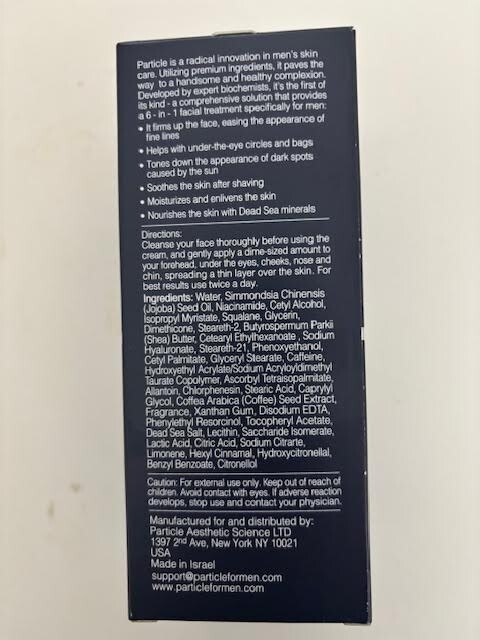 Particle is a radical innovation in men's skin
care. Utilizing premium ingredients, it paves the
way to a handsome and healthy complexion.
Developed by expert biochemists, it's the first of
its kind - a comprehensive solution that provides
a 6 - in - 1 facial treatment specifically for men:
• It firms up the face, easing the appearance of
fine lines
• Helps with under-the-eye circles and bags
• Tones down the appearance of dark spots
caused by the sun
• Soothes the skin after shaving
• Moisturizes and enlivens the skin
• Nourishes the skin with Dead Sea minerals
Directions:
Cleanse your face thoroughly before using the
cream, and gently apply a dime-sized amount to
your forehead, under the eyes, cheeks, nose and
chin, spreading a thin layer over the skin. For
best results use twice a day.
Ingredients: Water, Simmondsia Chinensis
(Jojoba) Seed Oil, Niacinamide, Cetyl Alcohol,
Isopropyl Myristate, Squalane, Glycerin,
Dimethicone, Steareth-2, Butyrospermum Parkii
(Shea) Butter, Cetearyl Ethylhexanoate , Sodium
Hyaluronate, Steareth-21, Phenoxyethanol,
Cetyl Palmitate, Glyceryl Stearate, Caffeine,
Hydroxyethyl Acrylate/Sodium Acryloyldimethyl
Taurate Copolymer, Ascorbyl Tetraisopalmitate,
Allantoin, Chlorphenesin, Stearic Acid, Caprylyl
Glycol, Coffea Arabica (Coffee) Seed Extract,
Fragrance, Xanthan Gum, Disodium EDTA,
Phenylethyl Resorcinol, Tocopheryl Acetate,
Dead Sea Salt, Lecithin, Saccharide Isomerate,
Lactic Acid, Citric Acid, Sodium Citrarte,
Limonene, Hexyl Cinnamal, Hydroxycitronellal,
Benzyl Benzoate, Citronellol
Caution: For external use only. Keep out of reach of
children. Avoid contact with eyes. If adverse reaction
develops, stop use and contact your physician.
Manufactured for and distributed by:
Particle Aesthetic Science LTD
1397 2nd Ave, New York NY 10021
USA
Made in Israel
support@particleformen.com
www.particleformen.com